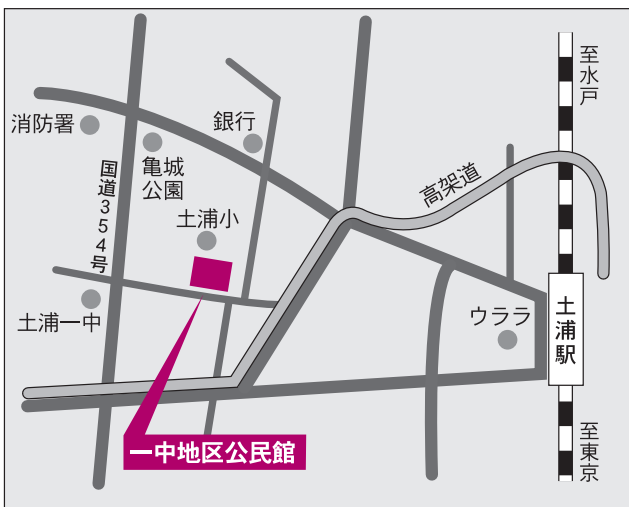 至水戸
消防署
銀行
亀城
公園
高架道
国道354号
土浦小
土浦一中
ウララ
土浦駅
一中地区公民館
至東京